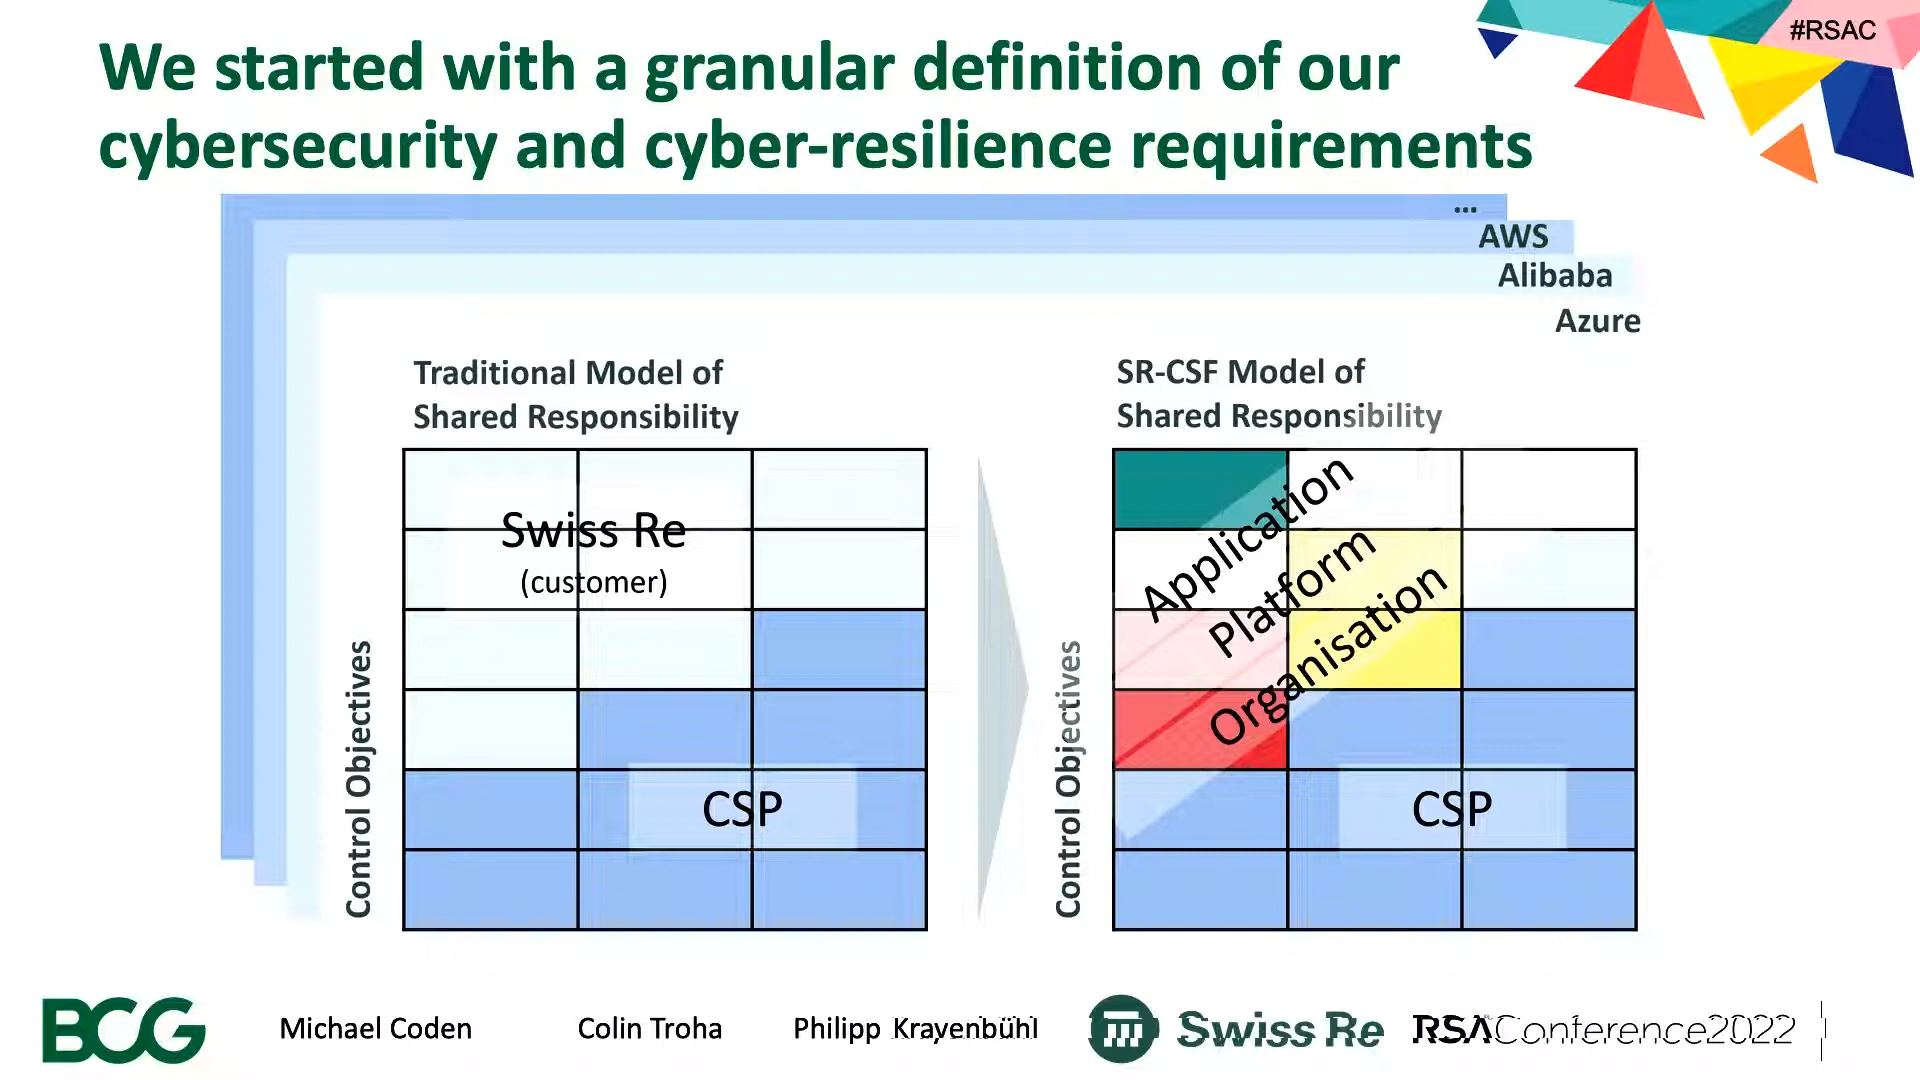 #RSAC
We started with a granular definition of our
cybersecurity and cyber-resilience requirements
...
AWS
Alibaba
Azure
Traditional Model of
Shared Responsibility
SR-CSF Model of
Shared Responsibility
Swiss Re
(customer)
CSP
Control Objectives
Application
Platform
Organisation
CSP
Control Objectives
BCG
Michael Coden
Colin Troha
Philipp Krayenbühl
Swiss Re
RSAConference2022